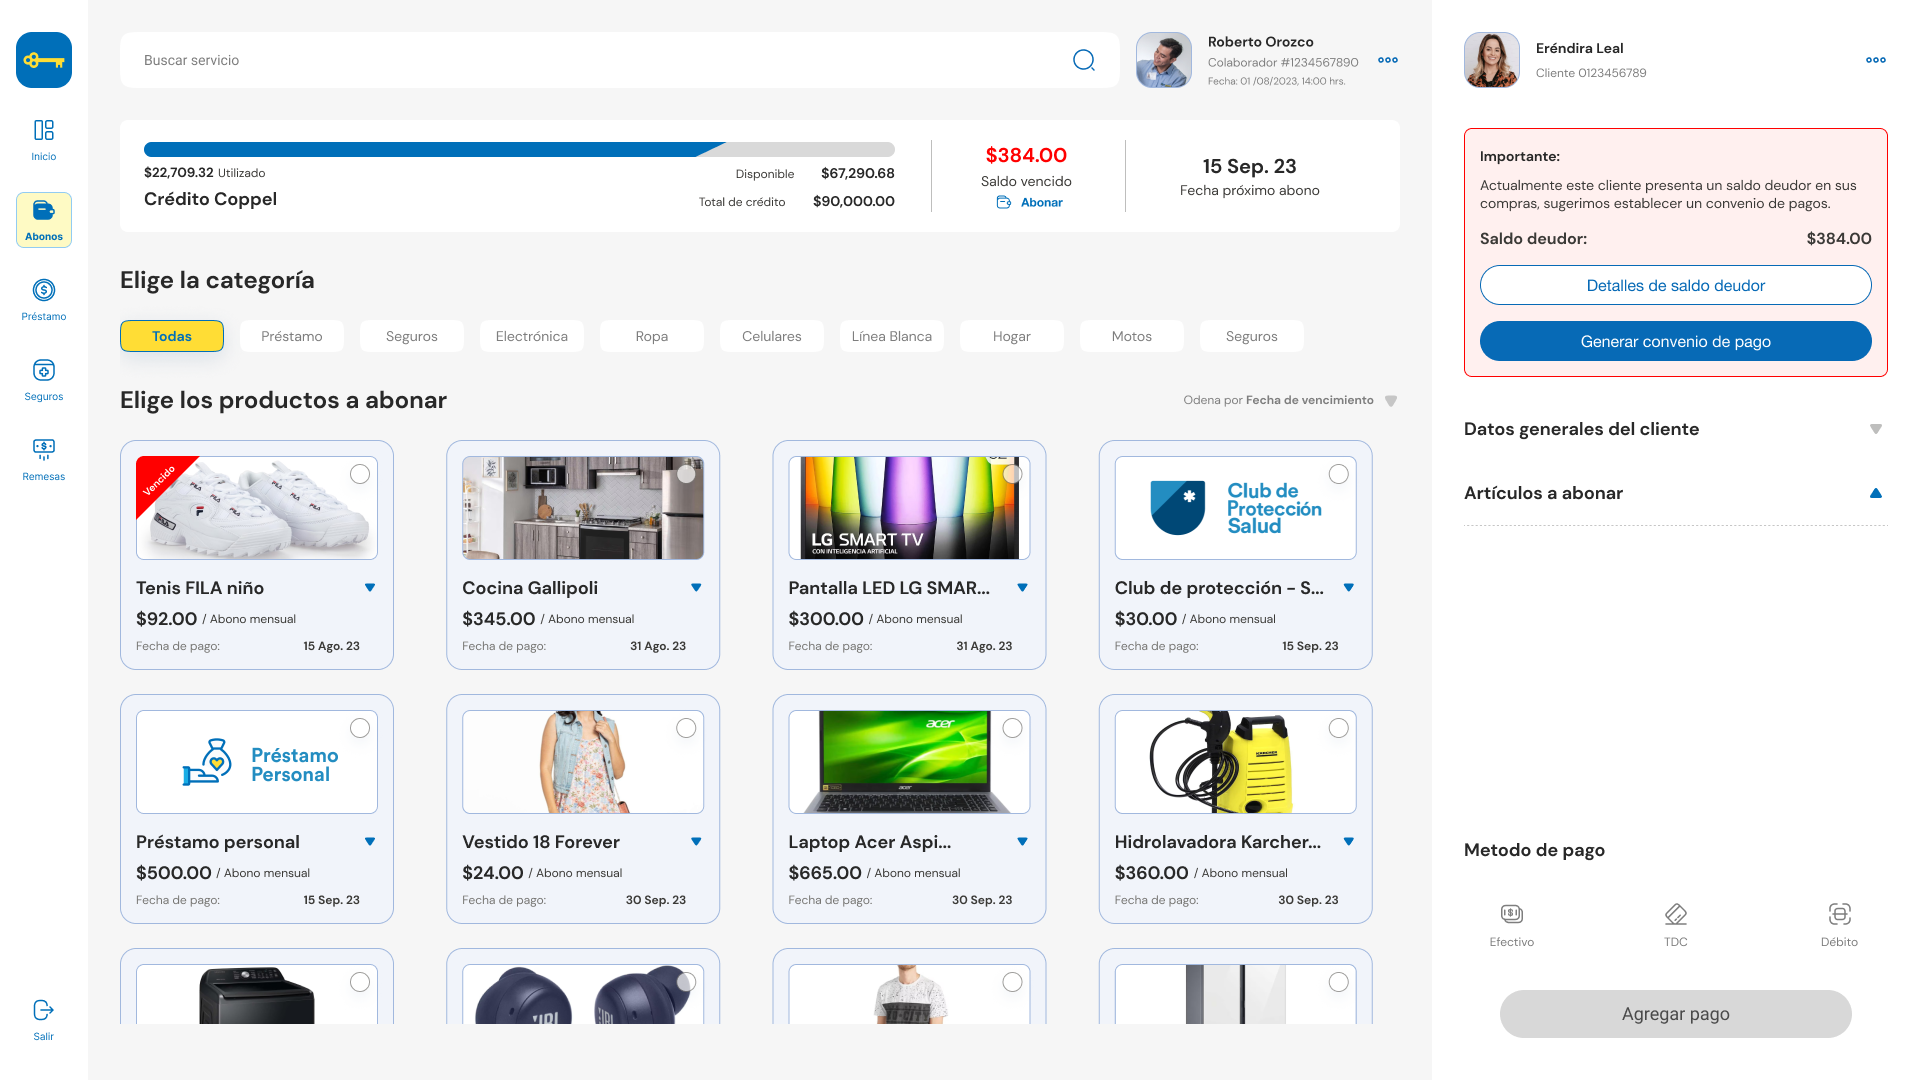 Inicio
Abonos
Préstamo
Seguros
Remesas
Salir
Buscar servicio
Roberto Orozco
Colaborador #1234567890
Fecha: 01 /08/2023, 14:00 hrs.
$22,709.32 Utilizado
Crédito Coppel
Disponible $67,290.68
Total de crédito $90,000.00
$384.00
Saldo vencido
Abonar
15 Sep. 23
Fecha próximo abono
Elige la categoría
Todas
Préstamo
Seguros
Electrónica
Ropa
Celulares
Línea Blanca
Hogar
Motos
Seguros
Elige los productos a abonar
Odena por Fecha de vencimiento
Vencido
FILA
Tenis FILA niño
$92.00 / Abono mensual
Fecha de pago: 15 Ago. 23
Cocina Gallipoli
$345.00 / Abono mensual
Fecha de pago: 31 Ago. 23
LG SMART TV
CON INTELIGENCIA ARTIFICIAL
Pantalla LED LG SMAR...
$300.00 / Abono mensual
Fecha de pago: 31 Ago. 23
Club de
Protección
Salud
Club de protección - S...
$30.00 / Abono mensual
Fecha de pago: 15 Sep. 23
Préstamo
Personal
Préstamo personal
$500.00 / Abono mensual
Fecha de pago: 15 Sep. 23
Vestido 18 Forever
$24.00 / Abono mensual
Fecha de pago: 30 Sep. 23
acer
acer
Laptop Acer Aspi...
$665.00 / Abono mensual
Fecha de pago: 30 Sep. 23
KARCHER
Hidrolavadora Karcher...
$360.00 / Abono mensual
Fecha de pago: 30 Sep. 23
Eréndira Leal
Cliente 0123456789
Importante:
Actualmente este cliente presenta un saldo deudor en sus
compras, sugerimos establecer un convenio de pagos.
Saldo deudor: $384.00
Detalles de saldo deudor
Generar convenio de pago
Datos generales del cliente
Artículos a abonar
Metodo de pago
Efectivo
TDC
Débito
Agregar pago